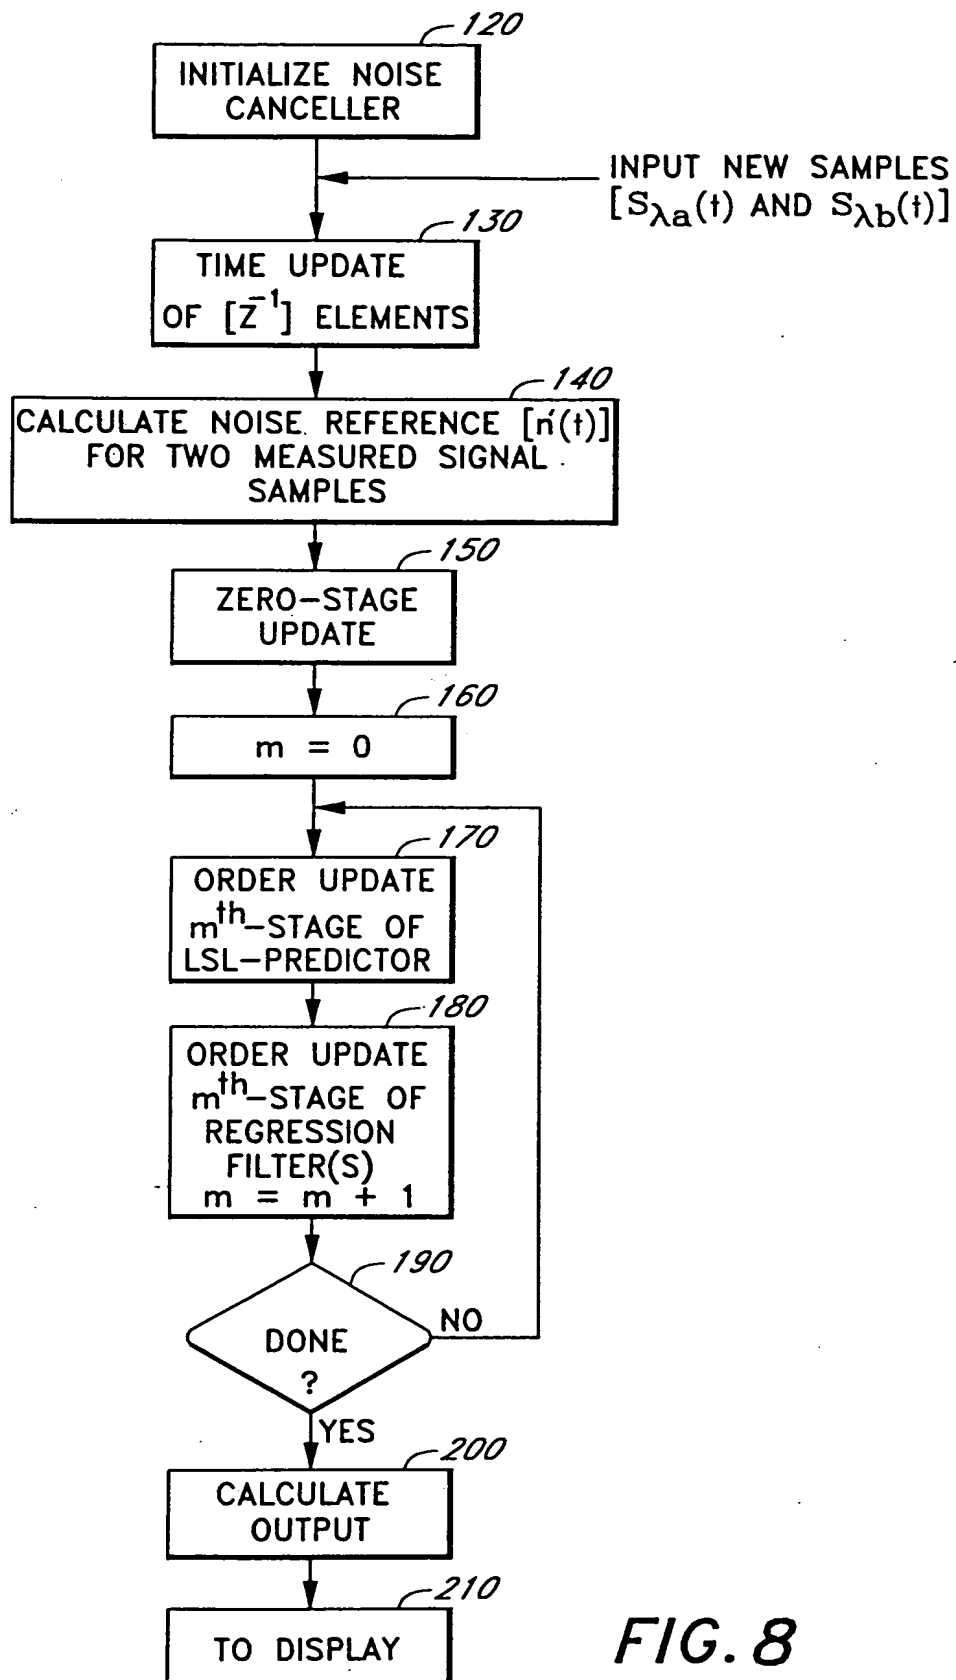 120
INITIALIZE NOISE
CANCELLER
INPUT NEW SAMPLES
[Sλa(t) AND Sλb(t)]
130
TIME UPDATE
OF [Z⁻¹] ELEMENTS
140
CALCULATE NOISE REFERENCE [n′(t)]
FOR TWO MEASURED SIGNAL
SAMPLES
150
ZERO-STAGE
UPDATE
160
m = 0
170
ORDER UPDATE
mth-STAGE OF
LSL-PREDICTOR
180
ORDER UPDATE
mth-STAGE OF
REGRESSION
FILTER(S)
m = m + 1
190
DONE
?
NO
YES
200
CALCULATE
OUTPUT
210
TO DISPLAY
FIG. 8